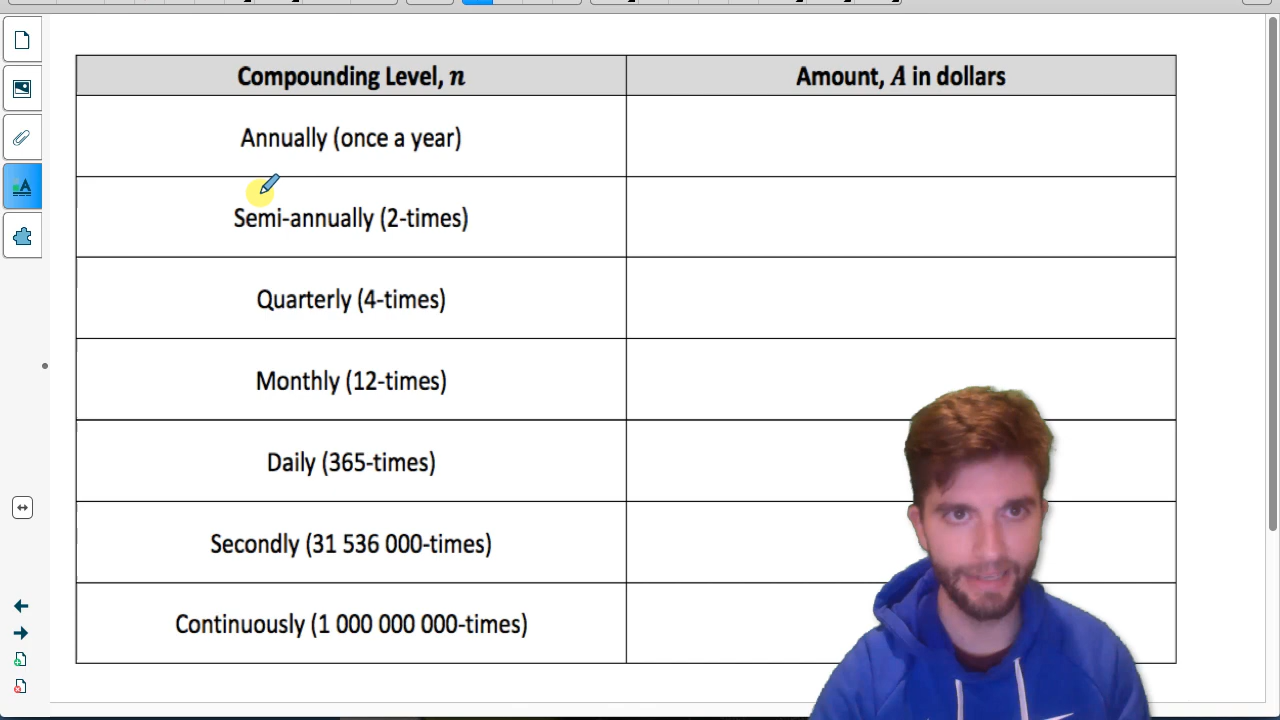 Compounding Level, n
Amount, A in dollars
Annually (once a year)
Semi-annually (2-times)
Quarterly (4-times)
Monthly (12-times)
Daily (365-times)
Secondly (31 536 000-times)
Continuously (1 000 000 000-times)